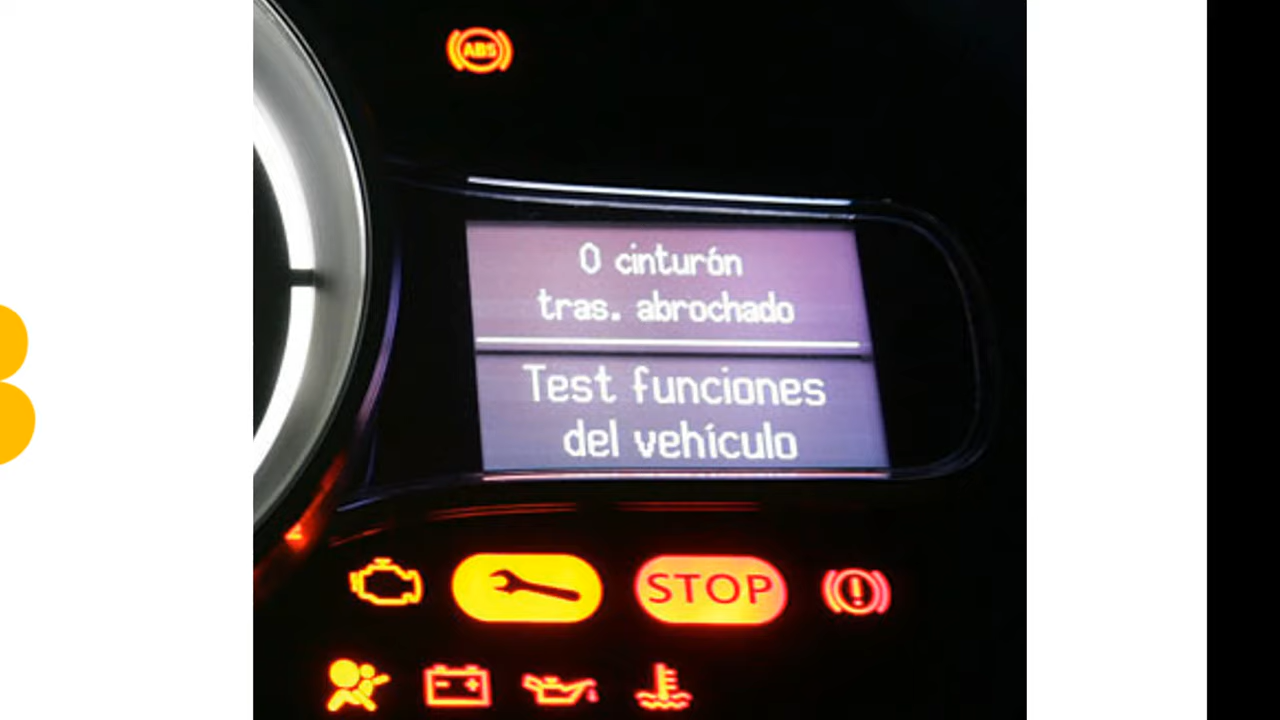 ABS
0 cinturón
tras. abrochado
Test funciones
del vehículo
STOP